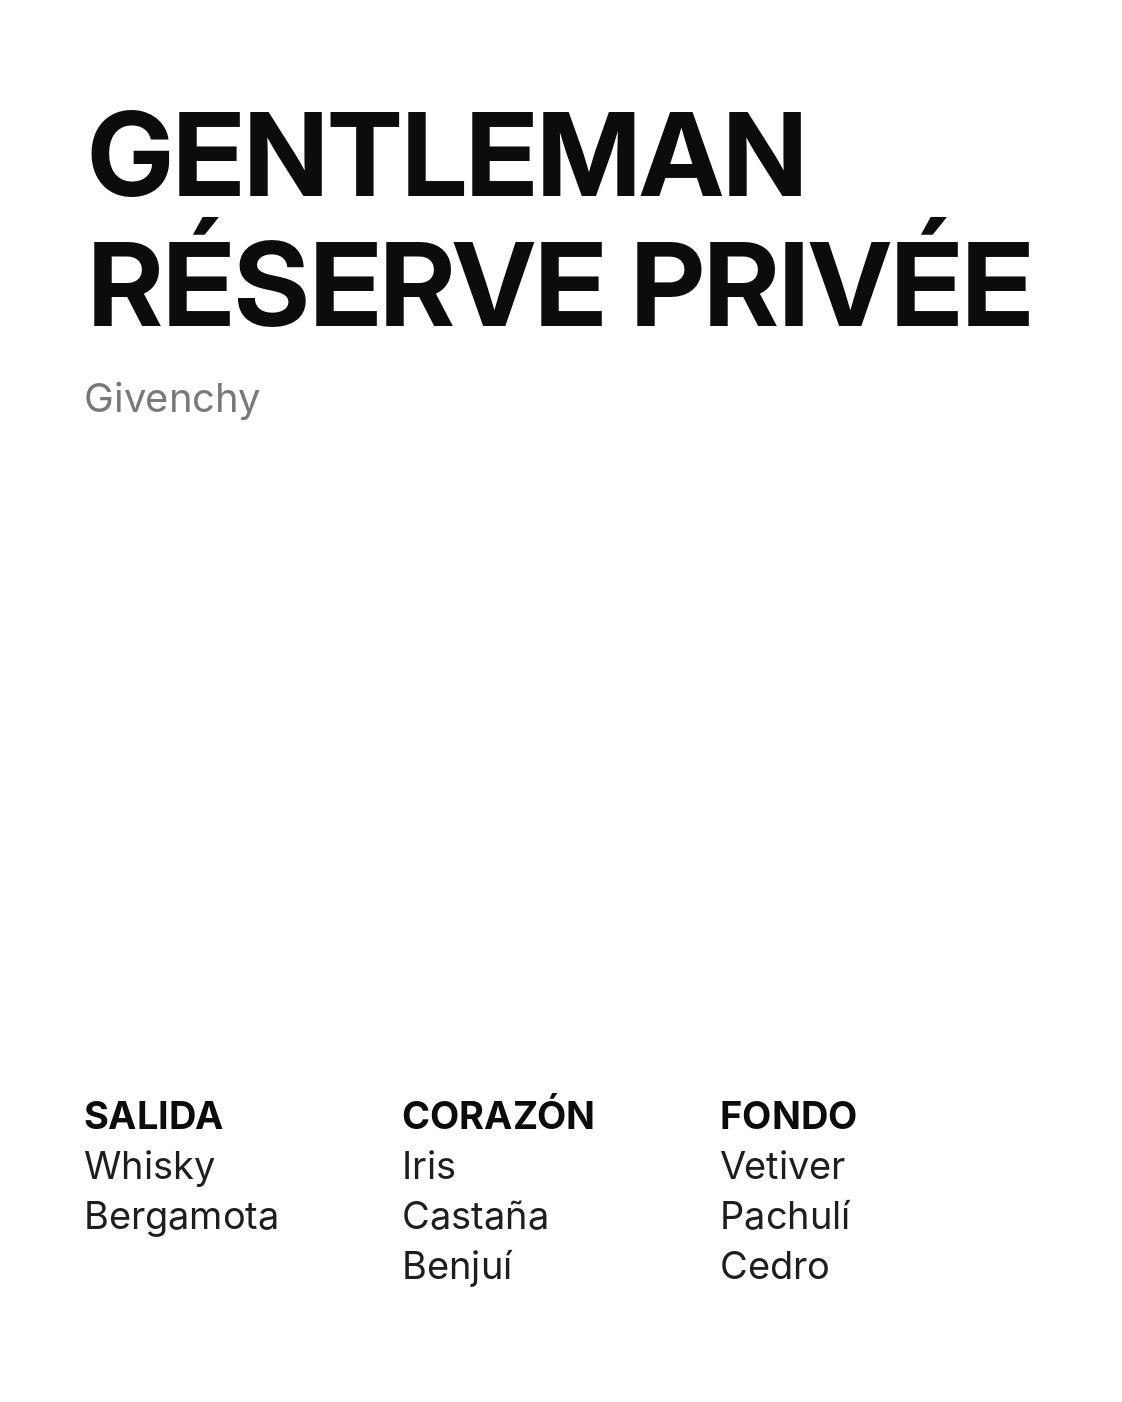 GENTLEMAN
RÉSERVE PRIVÉE
Givenchy
SALIDA
Whisky
Bergamota
CORAZÓN
Iris
Castaña
Benjuí
FONDO
Vetiver
Pachulí
Cedro